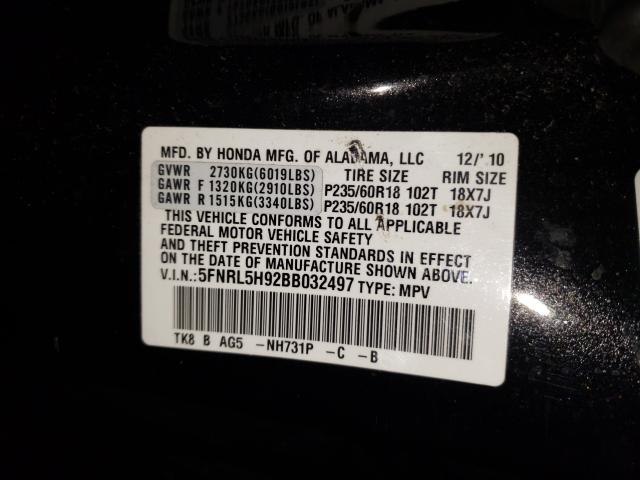 MFD. BY HONDA MFG. OF ALABAMA, LLC 12/'10
TIRE SIZE RIM SIZE
GVWR 2730KG(6019LBS)
GAWR F 1320KG(2910LBS) P235/60R18 102T 18X7J
GAWR R 1515KG(3340LBS) P235/60R18 102T 18X7J
THIS VEHICLE CONFORMS TO ALL APPLICABLE
FEDERAL MOTOR VEHICLE SAFETY
AND THEFT PREVENTION STANDARDS IN EFFECT
ON THE DATE OF MANUFACTURE SHOWN ABOVE.
V.I.N.:5FNRL5H92BB032497 TYPE: MPV
TK8 B AG5 -NH731P -C -B